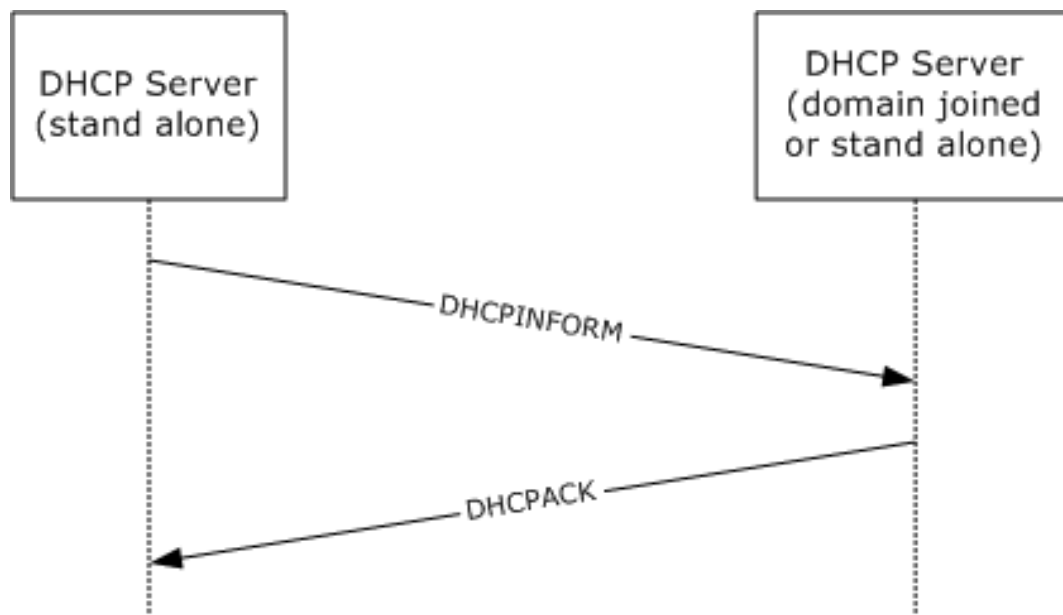 DHCP Server
(stand alone)
DHCP Server
(domain joined
or stand alone)
DHCPINFORM
DHCPACK